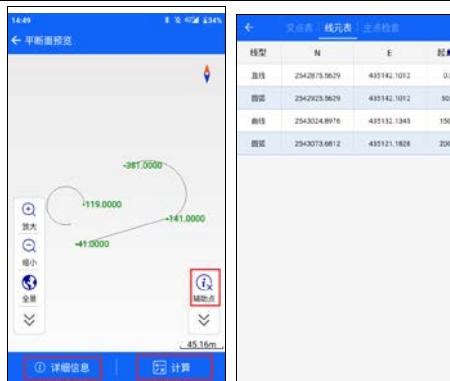 14:49
平断面预览
-381.0000
-119.0000
-141.0000
-41.0000
放大
缩小
全景
辅助点
45.16m
详细信息
计算
交点表 线元表 主点检查
线型 N E
直线 2542875.5629 435142.1012
圆弧 2542925.5629 435142.1012
曲线 2543024.8976 435132.1343
圆弧 2543073.6812 435121.1828